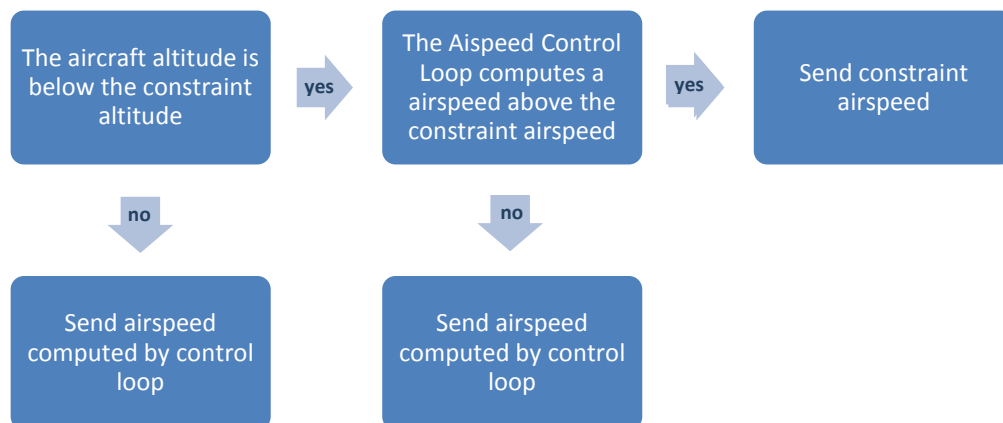 The aircraft altitude is
below the constraint
altitude
yes
The Aispeed Control
Loop computes a
airspeed above the
constraint airspeed
yes
Send constraint
airspeed
no
no
Send airspeed
computed by control
loop
Send airspeed
computed by control
loop